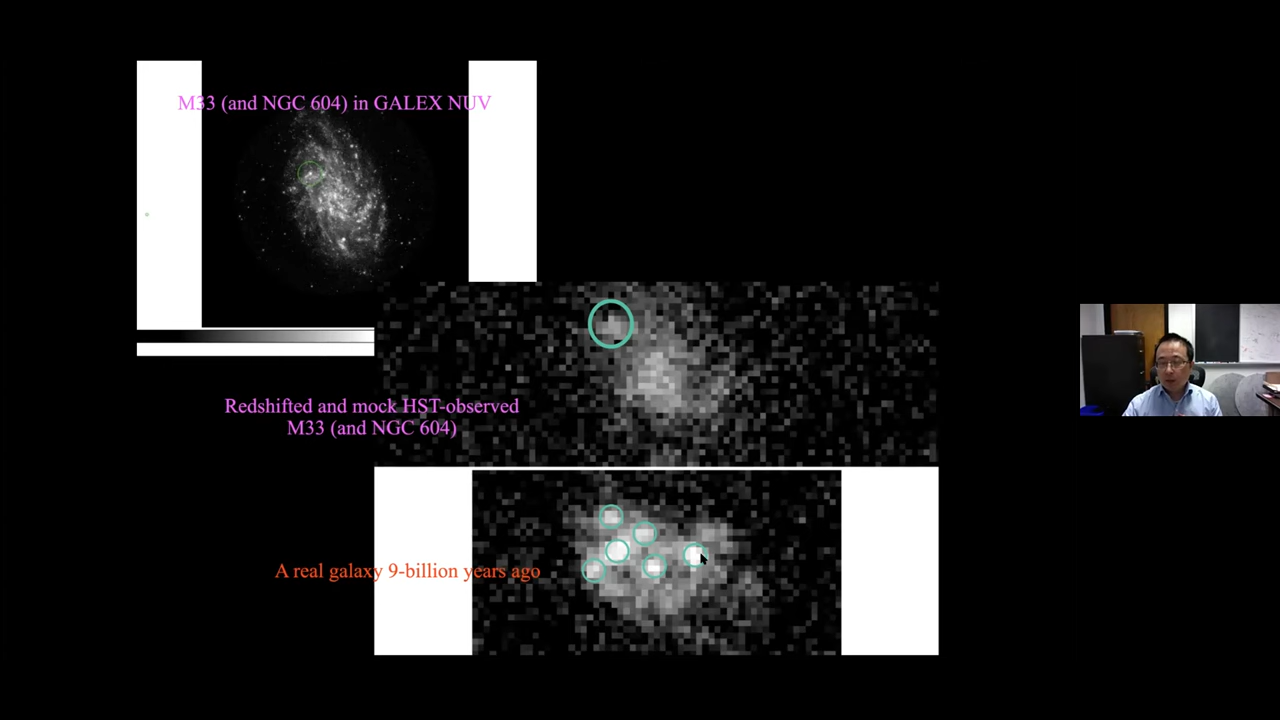 M33 (and NGC 604) in GALEX NUV
Redshifted and mock HST-observed
M33 (and NGC 604)
A real galaxy 9-billion years ago